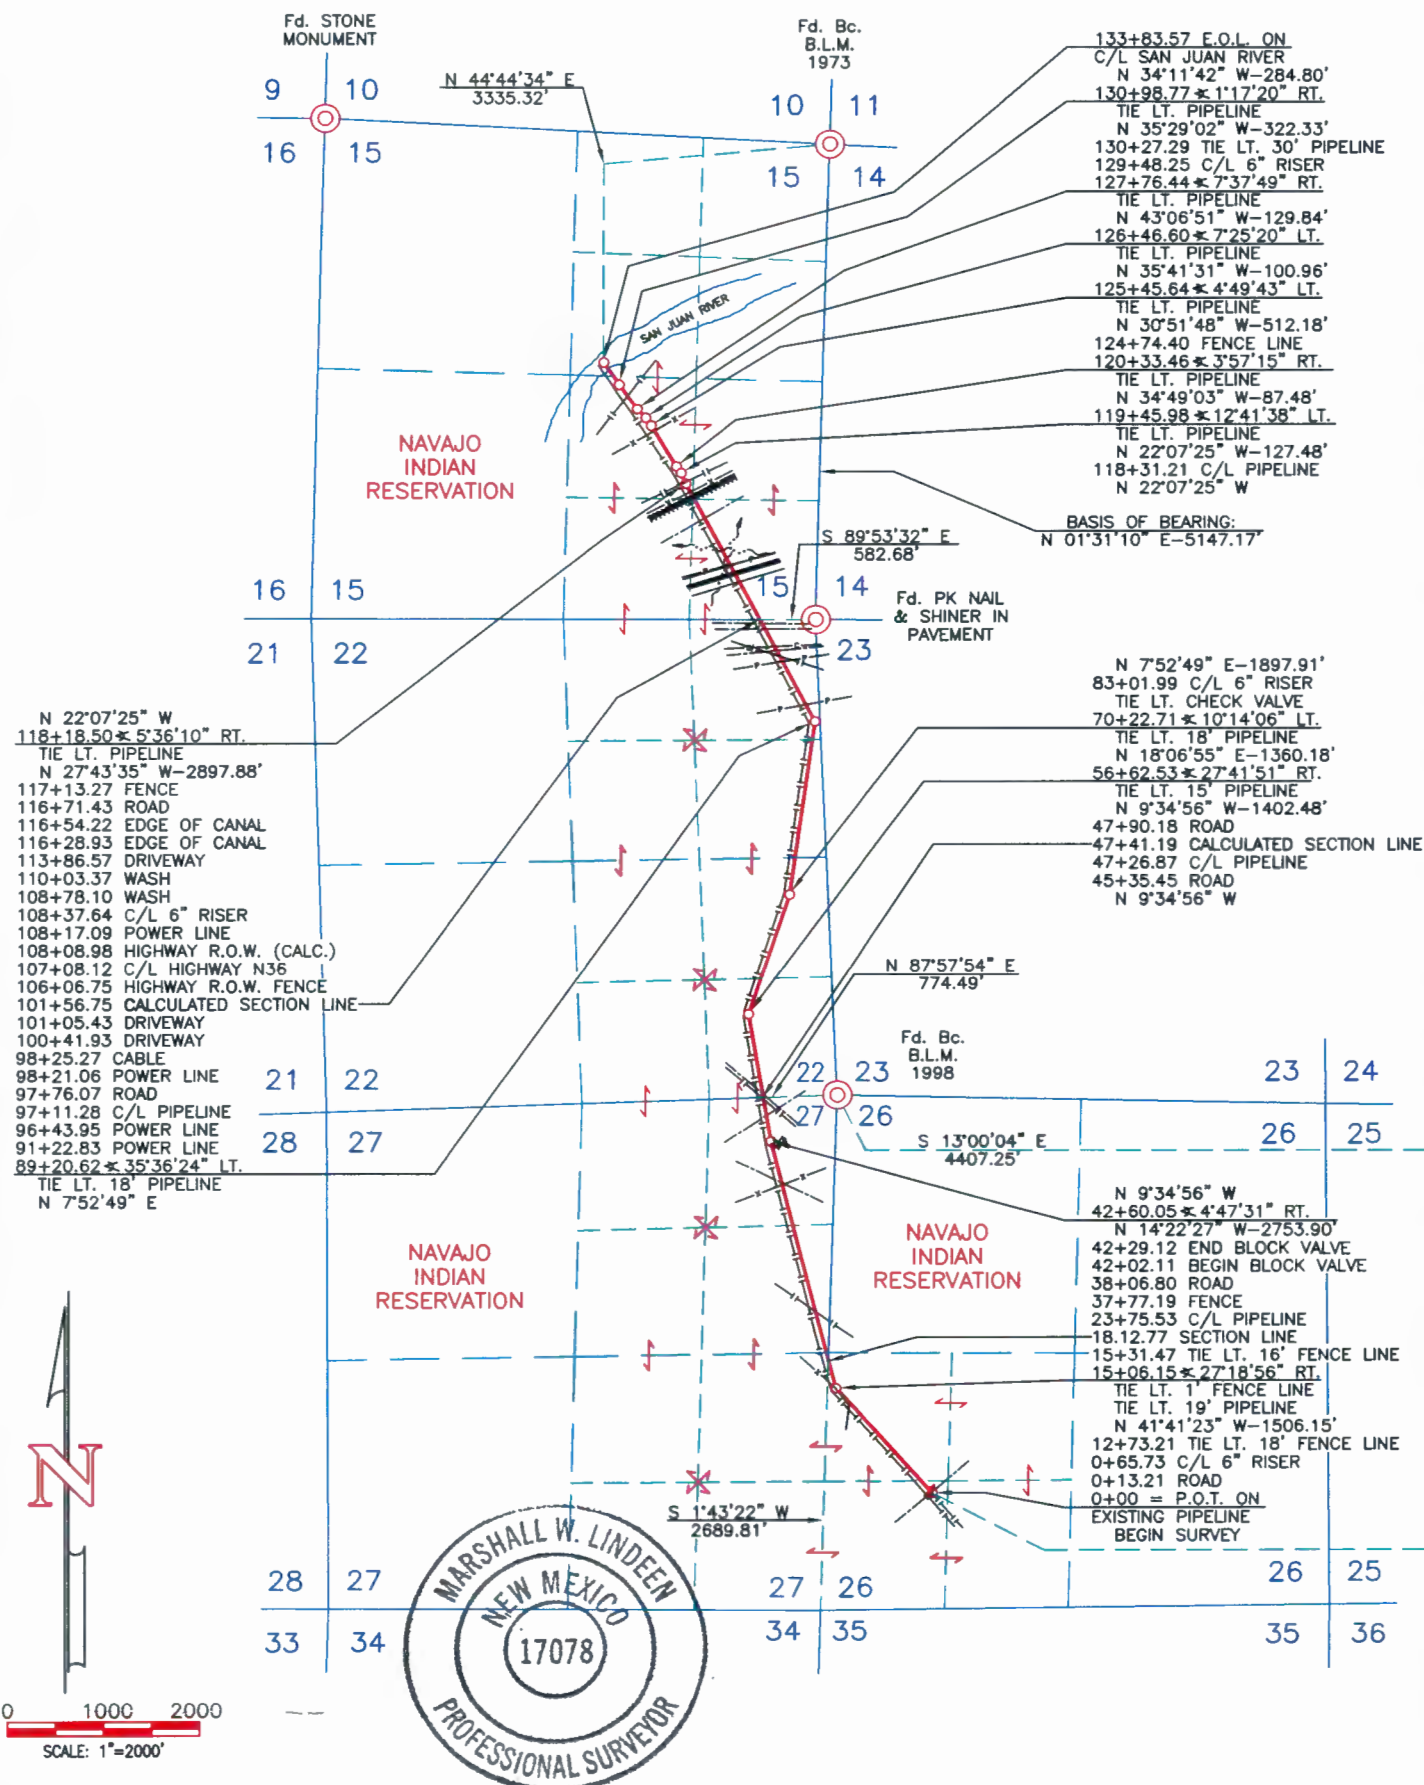 Fd. STONE
MONUMENT
Fd. Bc.
B.L.M.
1973
N 44°44'34" E
3335.32'
9 10
16 15
10 11
15 14
133+83.57 E.O.L. ON
C/L SAN JUAN RIVER
N 34°11'42" W-284.80'
130+98.77 ∢ 1°17'20" RT.
TIE LT. PIPELINE
N 35°29'02" W-322.33'
130+27.29 TIE LT. 30' PIPELINE
129+48.25 C/L 6" RISER
127+76.44 ∢ 7°37'49" RT.
TIE LT. PIPELINE
N 43°06'51" W-129.84'
126+46.60 ∢ 7°25'20" LT.
TIE LT. PIPELINE
N 35°41'31" W-100.96'
125+45.64 ∢ 4°49'43" LT.
TIE LT. PIPELINE
N 30°51'48" W-512.18'
124+74.40 FENCE LINE
120+33.46 ∢ 3°57'15" RT.
TIE LT. PIPELINE
N 34°49'03" W-87.48'
119+45.98 ∢ 12°41'38" LT.
TIE LT. PIPELINE
N 22°07'25" W-127.48'
118+31.21 C/L PIPELINE
N 22°07'25" W
SAN JUAN RIVER
NAVAJO
INDIAN
RESERVATION
BASIS OF BEARING:
N 01°31'10" E-5147.17'
S 89°53'32" E
582.68'
16 15
21 22
15 14
23
Fd. PK NAIL
& SHINER IN
PAVEMENT
N 22°07'25" W
118+18.50 ∢ 5°36'10" RT.
TIE LT. PIPELINE
N 27°43'35" W-2897.88'
117+13.27 FENCE
116+71.43 ROAD
116+54.22 EDGE OF CANAL
116+28.93 EDGE OF CANAL
113+86.57 DRIVEWAY
110+03.37 WASH
108+78.10 WASH
108+37.64 C/L 6" RISER
108+17.09 POWER LINE
108+08.98 HIGHWAY R.O.W. (CALC.)
107+08.12 C/L HIGHWAY N36
106+06.75 HIGHWAY R.O.W. FENCE
101+56.75 CALCULATED SECTION LINE
101+05.43 DRIVEWAY
100+41.93 DRIVEWAY
98+25.27 CABLE
98+21.06 POWER LINE
97+76.07 ROAD
97+11.28 C/L PIPELINE
96+43.95 POWER LINE
91+22.83 POWER LINE
89+20.62 ∢ 35°36'24" LT.
TIE LT. 18' PIPELINE
N 7°52'49" E
N 7°52'49" E-1897.91'
83+01.99 C/L 6" RISER
TIE LT. CHECK VALVE
70+22.71 ∢ 10°14'06" LT.
TIE LT. 18' PIPELINE
N 18°06'55" E-1360.18'
56+62.53 ∢ 27°41'51" RT.
TIE LT. 15' PIPELINE
N 9°34'56" W-1402.48'
47+90.18 ROAD
47+41.19 CALCULATED SECTION LINE
47+26.87 C/L PIPELINE
45+35.45 ROAD
N 9°34'56" W
N 87°57'54" E
774.49'
Fd. Bc.
B.L.M.
1998
21 22
28 27
22 23
27 26
23 24
26 25
S 13°00'04" E
4407.25'
N 9°34'56" W
42+60.05 ∢ 4°47'31" RT.
N 14°22'27" W-2753.90'
42+29.12 END BLOCK VALVE
42+02.11 BEGIN BLOCK VALVE
38+06.80 ROAD
37+77.19 FENCE
23+75.53 C/L PIPELINE
18.12.77 SECTION LINE
15+31.47 TIE LT. 16' FENCE LINE
15+06.15 ∢ 27°18'56" RT.
TIE LT. 1' FENCE LINE
TIE LT. 19' PIPELINE
N 41°41'23" W-1506.15'
12+73.21 TIE LT. 18' FENCE LINE
0+65.73 C/L 6" RISER
0+13.21 ROAD
0+00 = P.O.T. ON
EXISTING PIPELINE
BEGIN SURVEY
NAVAJO
INDIAN
RESERVATION
NAVAJO
INDIAN
RESERVATION
S 1°43'22" W
2689.81'
N
28 27
33 34
27 26
34 35
26 25
35 36
MARSHALL W. LINDEEN
NEW MEXICO
17078
PROFESSIONAL SURVEYOR
0 1000 2000
SCALE: 1"=2000'